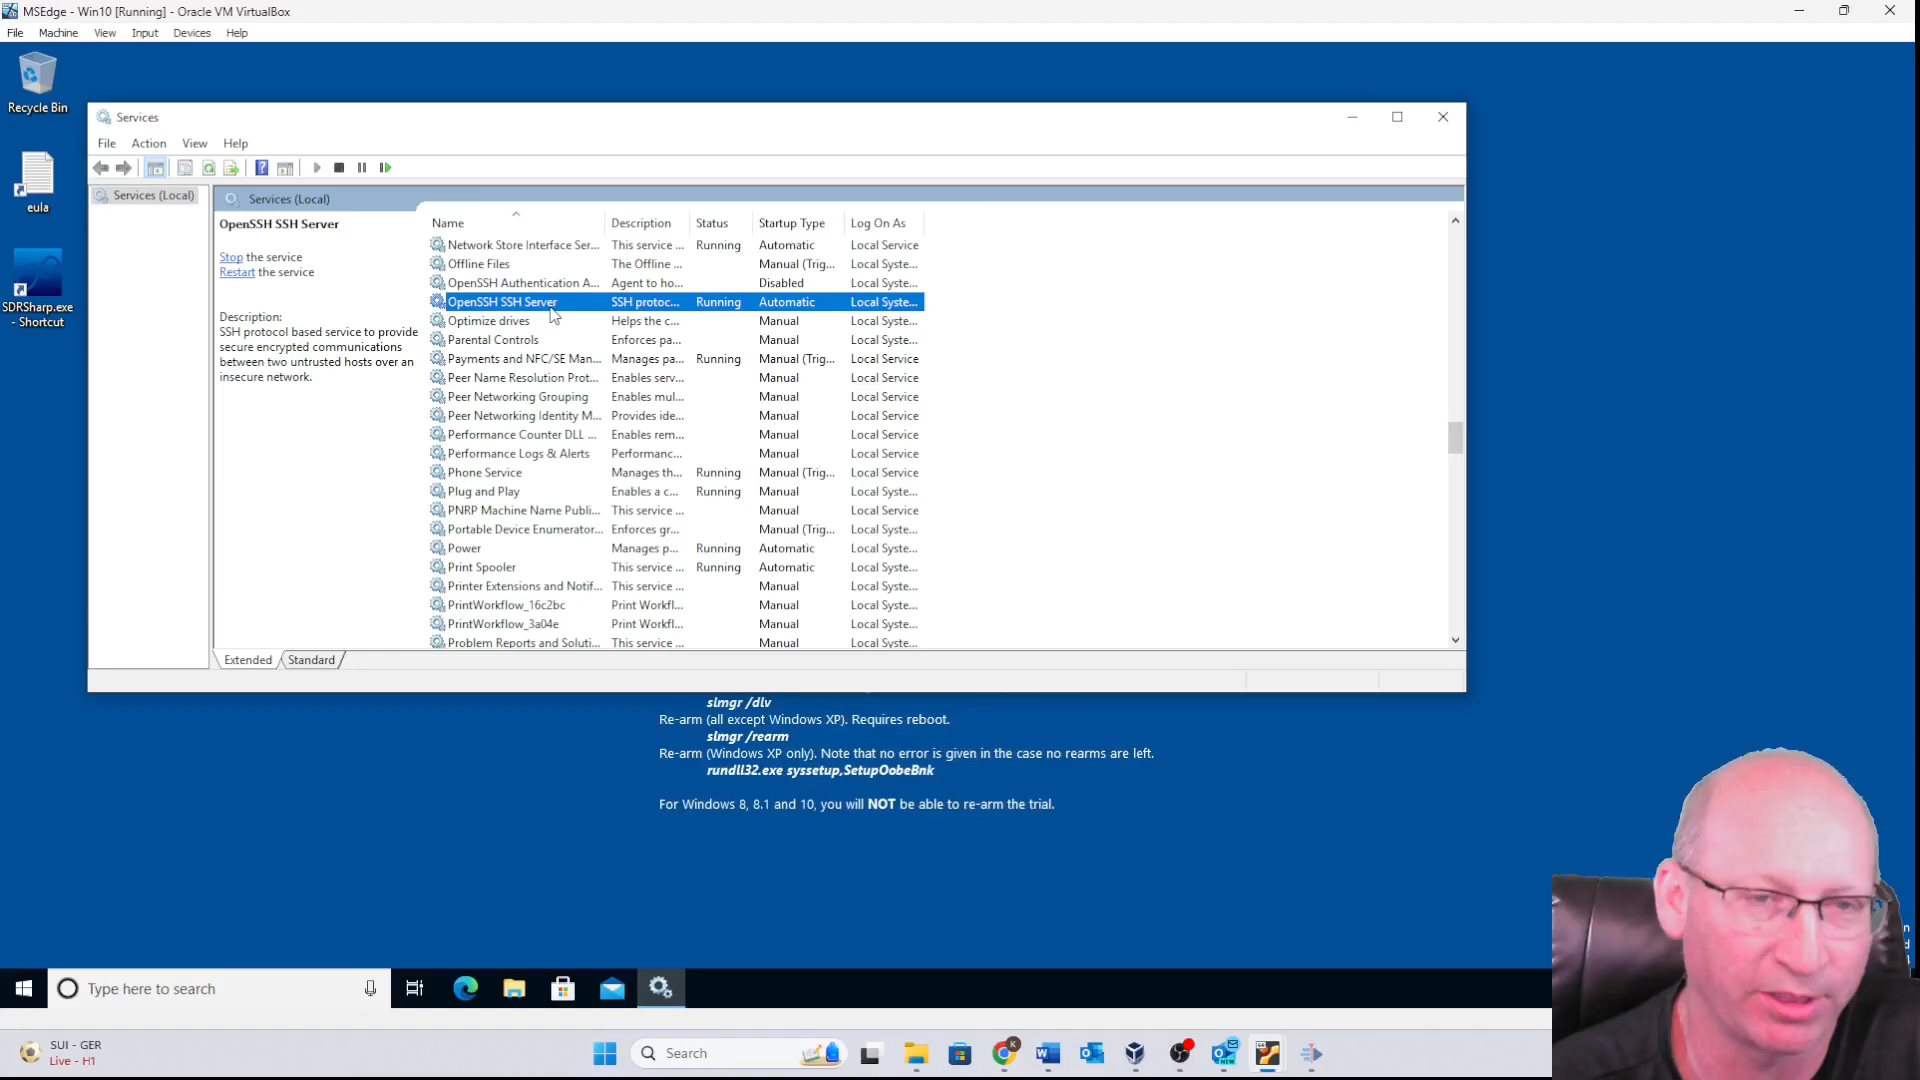 MSEdge - Win10 [Running] - Oracle VM VirtualBox
File Machine View Input Devices Help
Recycle Bin
eula
SDRSharp.exe
- Shortcut
Services
File Action View Help
Services (Local)
Services (Local)
OpenSSH SSH Server
Stop the service
Restart the service
Description:
SSH protocol based service to provide
secure encrypted communications
between two untrusted hosts over an
insecure network.
Name Description Status Startup Type Log On As
Network Store Interface Ser... This service ... Running Automatic Local Service
Offline Files The Offline ... Manual (Trig... Local Syste...
OpenSSH Authentication A... Agent to ho... Disabled Local Syste...
OpenSSH SSH Server SSH protoc... Running Automatic Local Syste...
Optimize drives Helps the c... Manual Local Syste...
Parental Controls Enforces pa... Manual Local Syste...
Payments and NFC/SE Man... Manages pa... Running Manual (Trig... Local Service
Peer Name Resolution Prot... Enables serv... Manual Local Service
Peer Networking Grouping Enables mul... Manual Local Service
Peer Networking Identity M... Provides ide... Manual Local Service
Performance Counter DLL ... Enables rem... Manual Local Service
Performance Logs & Alerts Performanc... Manual Local Service
Phone Service Manages th... Running Manual (Trig... Local Service
Plug and Play Enables a c... Running Manual Local Syste...
PNRP Machine Name Publi... This service ... Manual Local Service
Portable Device Enumerator... Enforces gr... Manual (Trig... Local Syste...
Power Manages p... Running Automatic Local Syste...
Print Spooler This service ... Running Automatic Local Syste...
Printer Extensions and Notif... This service ... Manual Local Syste...
PrintWorkflow_16c2bc Print Workfl... Manual Local Syste...
PrintWorkflow_3a04e Print Workfl... Manual Local Syste...
Problem Reports and Soluti... This service ... Manual Local Syste...
Extended Standard
slmgr /dlv
Re-arm (all except Windows XP). Requires reboot.
slmgr /rearm
Re-arm (Windows XP only). Note that no error is given in the case no rearms are left.
rundll32.exe syssetup,SetupOobeBnk
For Windows 8, 8.1 and 10, you will NOT be able to re-arm the trial.
Type here to search
SUI - GER
Live - H1
Search
K
NEW